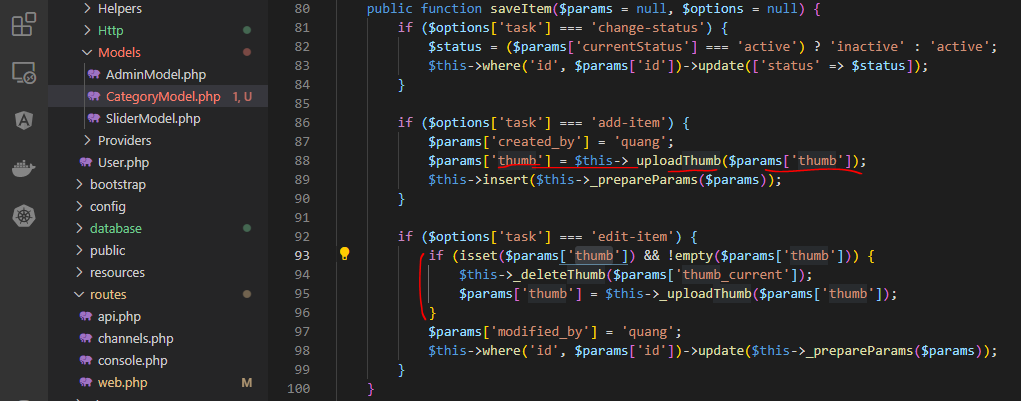 Helpers
Http
Models
AdminModel.php
CategoryModel.php 1, U
SliderModel.php
Providers
User.php
bootstrap
config
database
public
resources
routes
api.php
channels.php
console.php
web.php M
80 public function saveItem($params = null, $options = null) {
81 if ($options['task'] === 'change-status') {
82 $status = ($params['currentStatus'] === 'active') ? 'inactive' : 'active';
83 $this->where('id', $params['id'])->update(['status' => $status]);
84 }
85
86 if ($options['task'] === 'add-item') {
87 $params['created_by'] = 'quang';
88 $params['thumb'] = $this->_uploadThumb($params['thumb']);
89 $this->insert($this->_prepareParams($params));
90 }
91
92 if ($options['task'] === 'edit-item') {
93 if (isset($params['thumb']) && !empty($params['thumb'])) {
94 $this->_deleteThumb($params['thumb_current']);
95 $params['thumb'] = $this->_uploadThumb($params['thumb']);
96 }
97 $params['modified_by'] = 'quang';
98 $this->where('id', $params['id'])->update($this->_prepareParams($params));
99 }
100 }